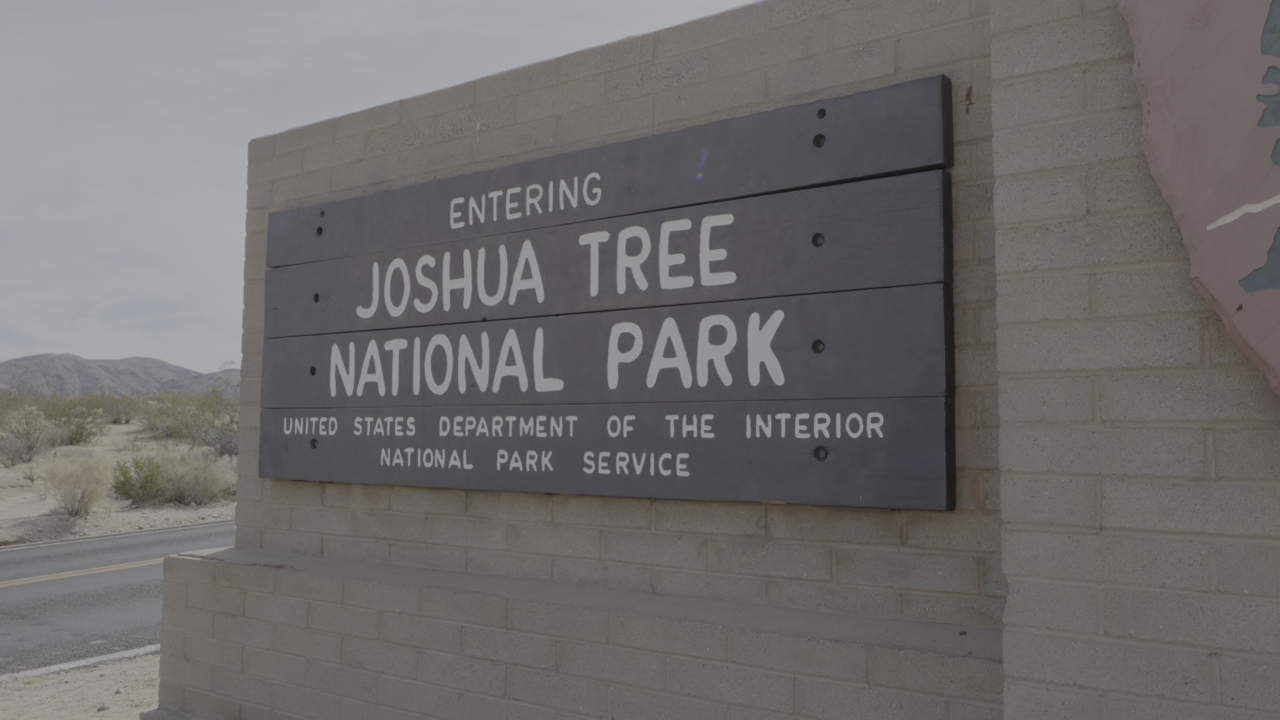 ENTERING
JOSHUA TREE
NATIONAL PARK
UNITED STATES DEPARTMENT OF THE INTERIOR
NATIONAL PARK SERVICE